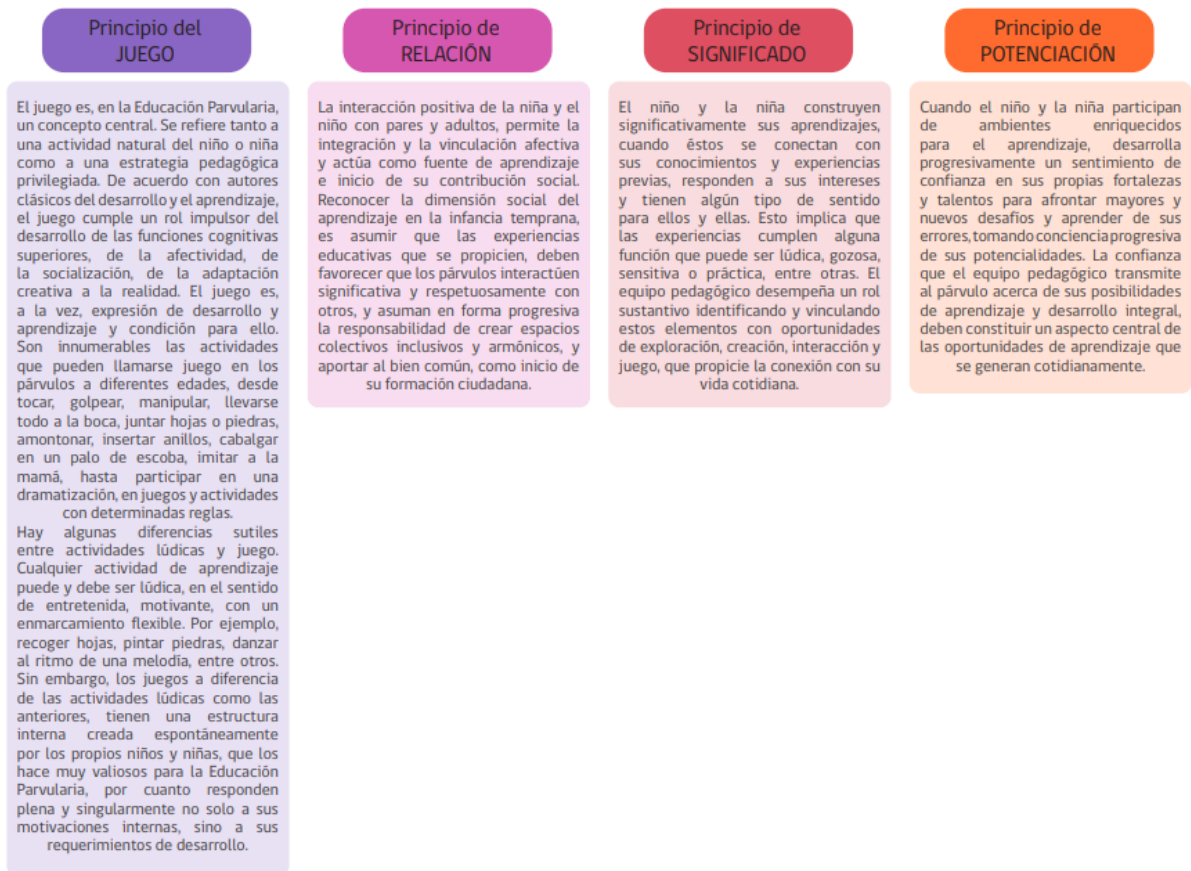 Principio del
JUEGO
El juego es, en la Educación Parvularia,
un concepto central. Se refiere tanto a
una actividad natural del niño o niña
como a una estrategia pedagógica
privilegiada. De acuerdo con autores
clásicos del desarrollo y el aprendizaje,
el juego cumple un rol impulsor del
desarrollo de las funciones cognitivas
superiores, de la afectividad, de
la socialización, de la adaptación
creativa a la realidad. El juego es,
a la vez, expresión de desarrollo y
aprendizaje y condición para ello.
Son innumerables las actividades
que pueden llamarse juego en los
párvulos a diferentes edades, desde
tocar, golpear, manipular, llevarse
todo a la boca, juntar hojas o piedras,
amontonar, insertar anillos, cabalgar
en un palo de escoba, imitar a la
mamá, hasta participar en una
dramatización, en juegos y actividades
con determinadas reglas.
Hay algunas diferencias sutiles
entre actividades lúdicas y juego.
Cualquier actividad de aprendizaje
puede y debe ser lúdica, en el sentido
de entretenida, motivante, con un
enmarcamiento flexible. Por ejemplo,
recoger hojas, pintar piedras, danzar
al ritmo de una melodía, entre otros.
Sin embargo, los juegos a diferencia
de las actividades lúdicas como las
anteriores, tienen una estructura
interna creada espontáneamente
por los propios niños y niñas, que los
hace muy valiosos para la Educación
Parvularia, por cuanto responden
plena y singularmente no solo a sus
motivaciones internas, sino a sus
requerimientos de desarrollo.
Principio de
RELACIÓN
La interacción positiva de la niña y el
niño con pares y adultos, permite la
integración y la vinculación afectiva
y actúa como fuente de aprendizaje
e inicio de su contribución social.
Reconocer la dimensión social del
aprendizaje en la infancia temprana,
es asumir que las experiencias
educativas que se propicien, deben
favorecer que los párvulos interactúen
significativa y respetuosamente con
otros, y asuman en forma progresiva
la responsabilidad de crear espacios
colectivos inclusivos y armónicos, y
aportar al bien común, como inicio de
su formación ciudadana.
Principio de
SIGNIFICADO
El niño y la niña construyen
significativamente sus aprendizajes,
cuando éstos se conectan con
sus conocimientos y experiencias
previas, responden a sus intereses
y tienen algún tipo de sentido
para ellos y ellas. Esto implica que
las experiencias cumplen alguna
función que puede ser lúdica, gozosa,
sensitiva o práctica, entre otras. El
equipo pedagógico desempeña un rol
sustantivo identificando y vinculando
estos elementos con oportunidades
de exploración, creación, interacción y
juego, que propicie la conexión con su
vida cotidiana.
Principio de
POTENCIACIÓN
Cuando el niño y la niña participan
de ambientes enriquecidos
para el aprendizaje, desarrolla
progresivamente un sentimiento de
confianza en sus propias fortalezas
y talentos para afrontar mayores y
nuevos desafíos y aprender de sus
errores, tomando conciencia progresiva
de sus potencialidades. La confianza
que el equipo pedagógico transmite
al párvulo acerca de sus posibilidades
de aprendizaje y desarrollo integral,
deben constituir un aspecto central de
las oportunidades de aprendizaje que
se generan cotidianamente.